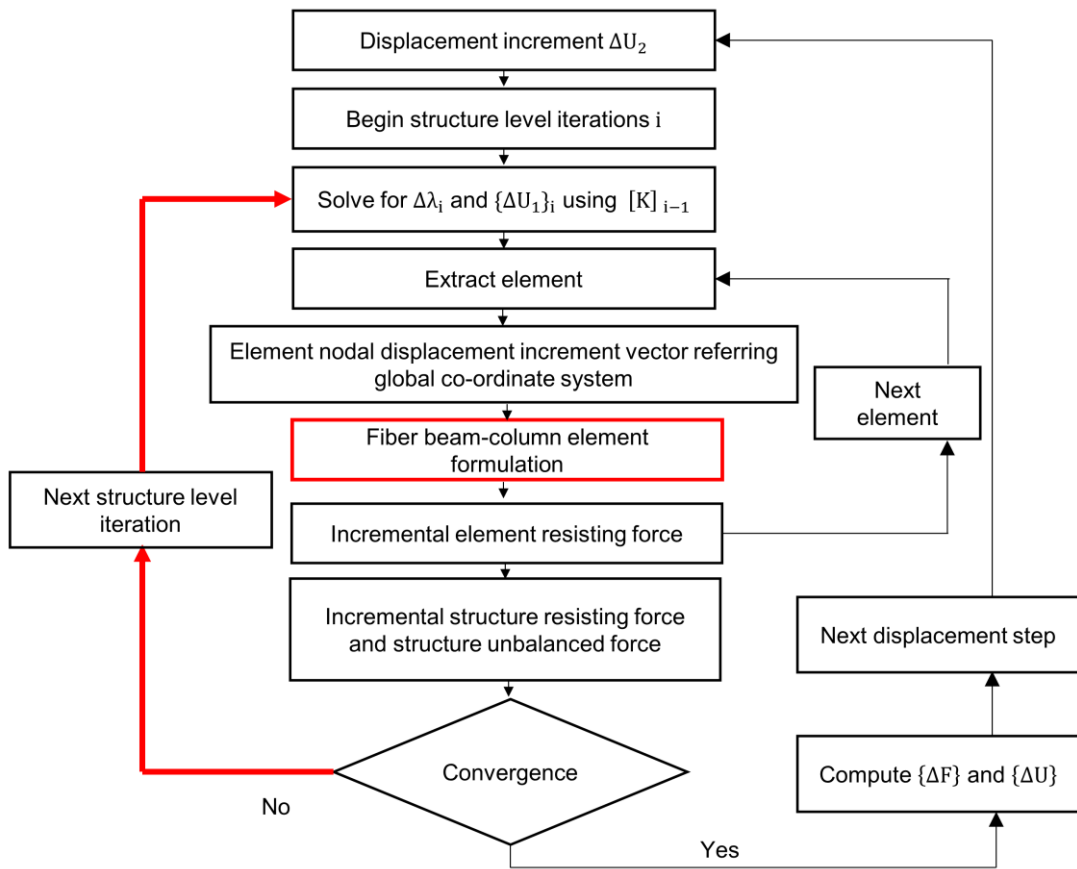 Displacement increment ΔU₂
Begin structure level iterations i
Solve for Δλᵢ and {ΔU₁}ᵢ using [K] ᵢ₋₁
Extract element
Element nodal displacement increment vector referring
global co-ordinate system
Next
element
Fiber beam-column element
formulation
Next structure level
iteration
Incremental element resisting force
Incremental structure resisting force
and structure unbalanced force
Next displacement step
Convergence
Compute {ΔF} and {ΔU}
No
Yes